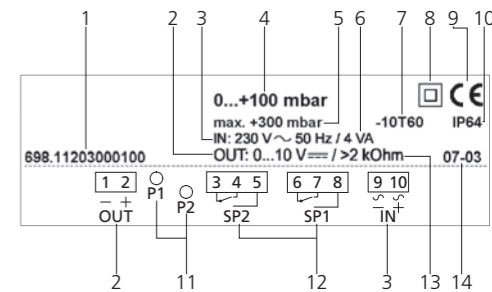 1 2 3 4 5 6 7 8 9 10
0...+100 mbar
CE
max. +300 mbar -10T60 IP64
IN: 230 V ~ 50 Hz / 4 VA
698.11203000100 OUT: 0...10 V⎓ / >2 kOhm 07-03
1 2 3 4 5 6 7 8 9 10
P1 P2
− + ~ ~ − +
OUT SP2 SP1 IN
2 11 12 3 13 14